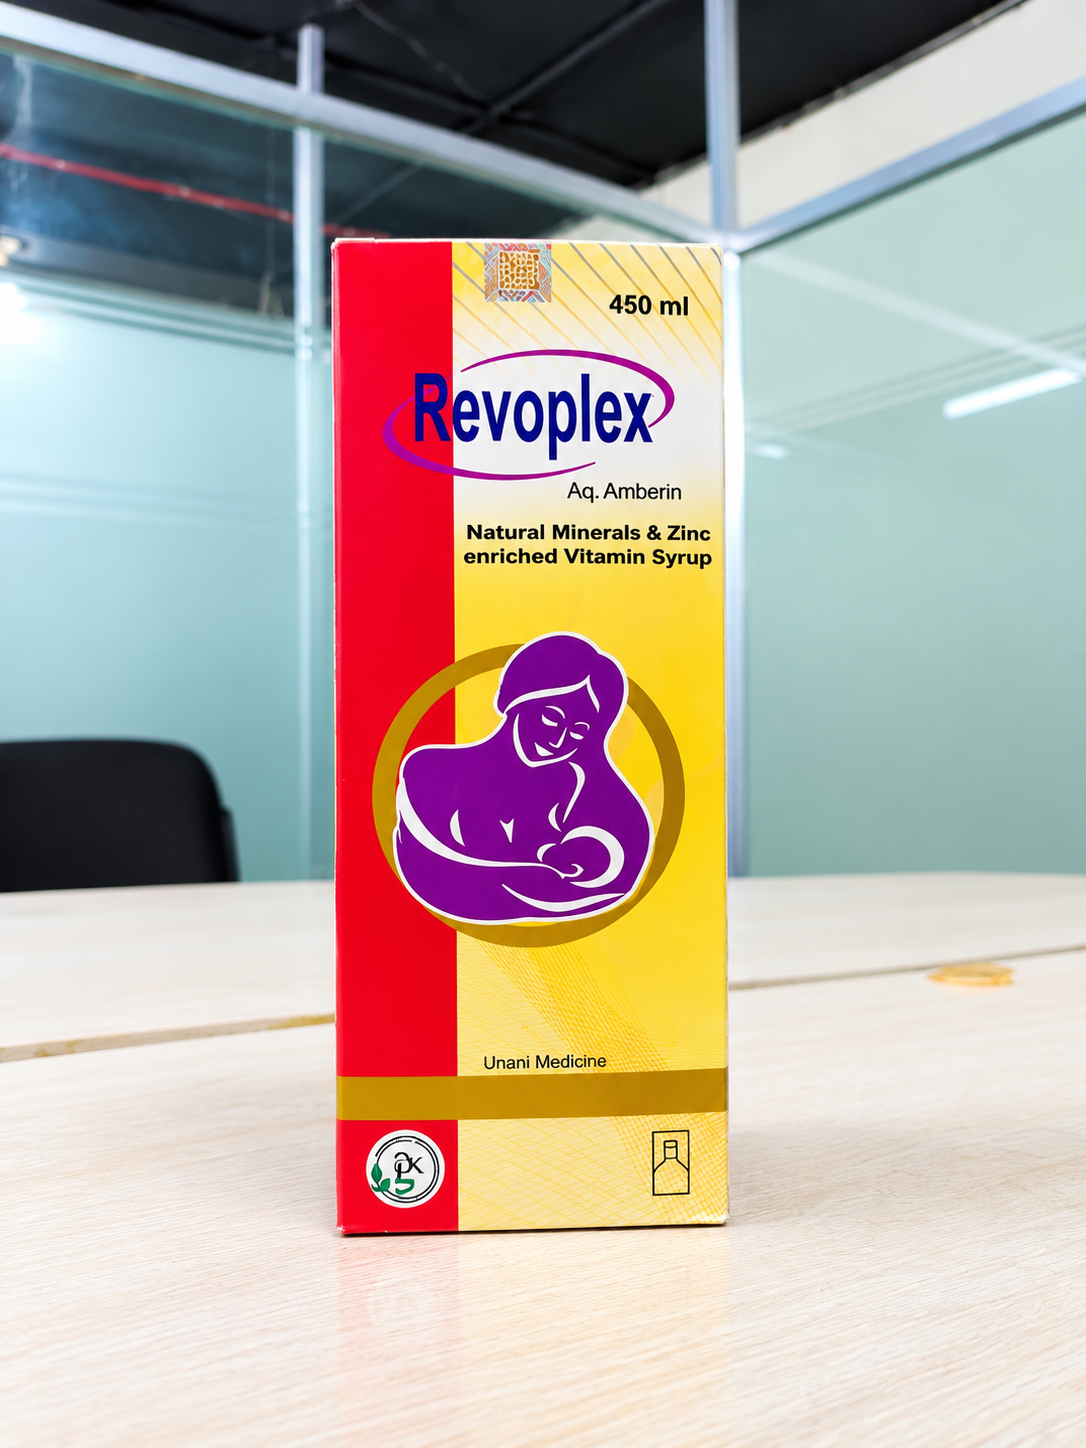 450 ml
Revoplex
Aq. Amberin
Natural Minerals & Zinc
enriched Vitamin Syrup
Unani Medicine